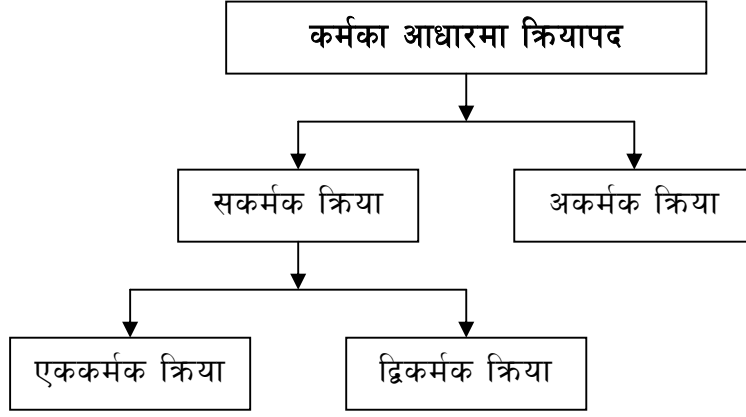 कर्मका आधारमा क्रियापद
सकर्मक क्रिया
अकर्मक क्रिया
एककर्मक क्रिया
द्विकर्मक क्रिया